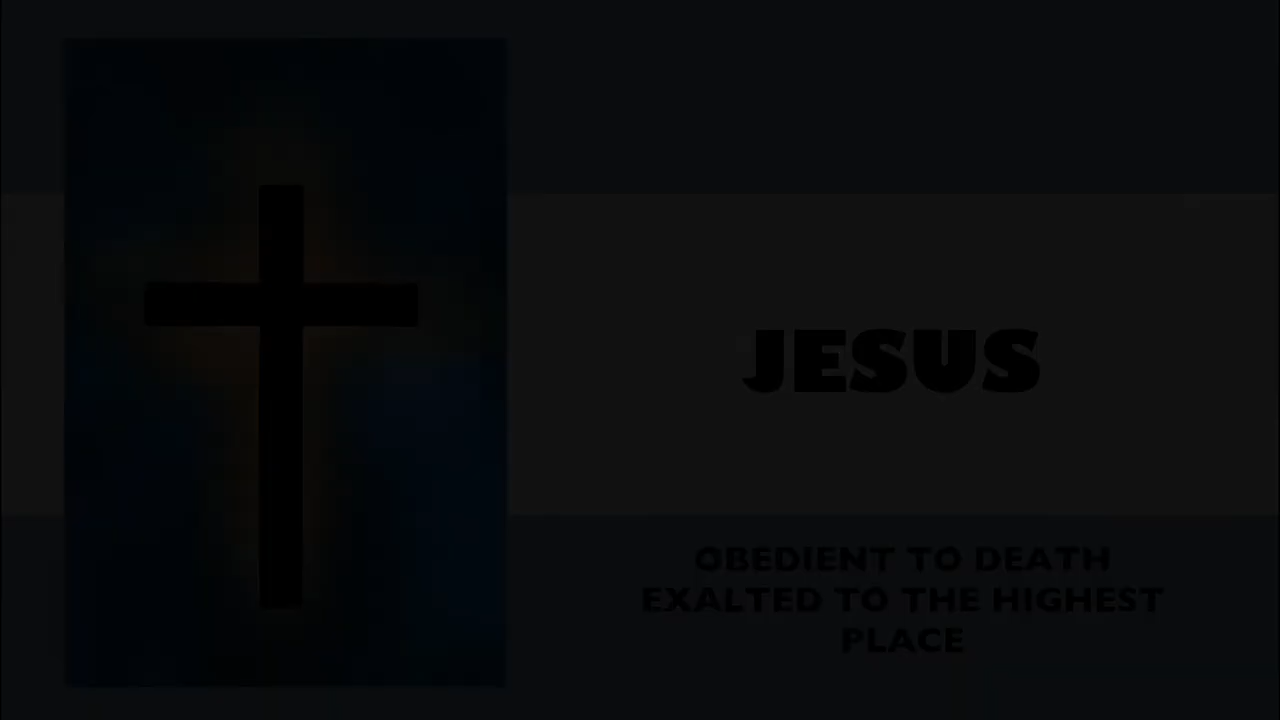 JESUS
OBEDIENT TO DEATH
EXALTED TO THE HIGHEST
PLACE